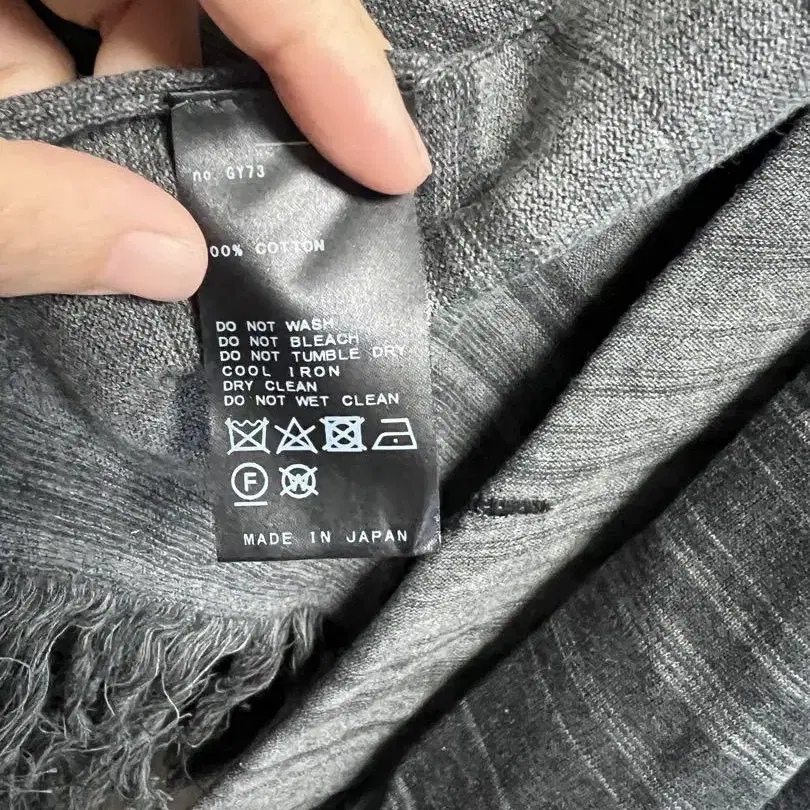 no. GY73
00% COTTON
DO NOT WASH
DO NOT BLEACH
DO NOT TUMBLE DRY
COOL IRON
DRY CLEAN
DO NOT WET CLEAN
F
W
MADE IN JAPAN